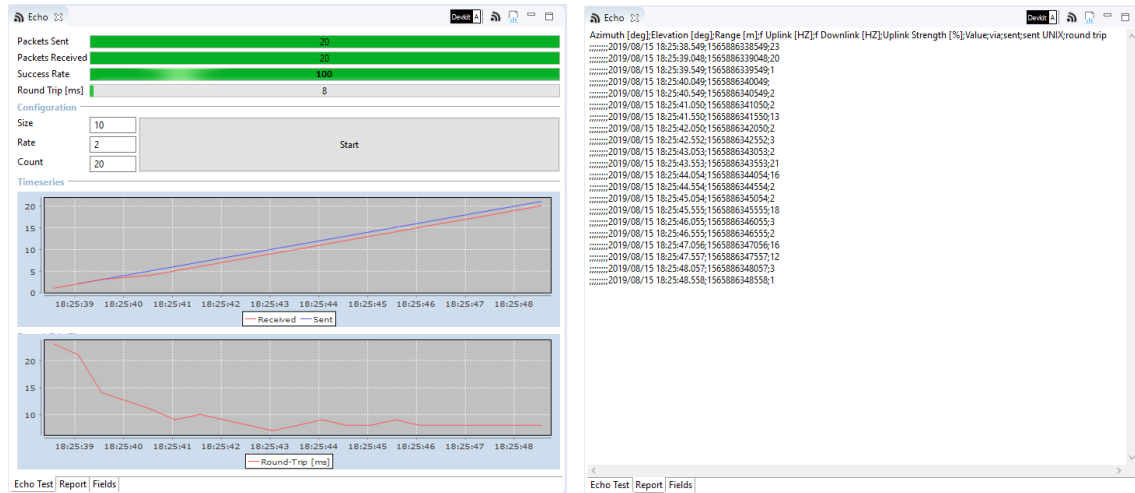 Echo
Devkit A
Packets Sent 20
Packets Received 20
Success Rate 100
Round Trip [ms] 8
Configuration
Size 10
Rate 2
Count 20
Start
Timeseries
20
15
10
5
0
18:25:39 18:25:40 18:25:41 18:25:42 18:25:43 18:25:44 18:25:45 18:25:46 18:25:47 18:25:48
Received Sent
20
15
10
18:25:39 18:25:40 18:25:41 18:25:42 18:25:43 18:25:44 18:25:45 18:25:46 18:25:47 18:25:48
Round-Trip [ms]
Echo Test Report Fields
Echo
Devkit A
Azimuth [deg];Elevation [deg];Range [m];f Uplink [HZ];f Downlink [HZ];Uplink Strength [%];Value;via;sent;sent UNIX;round trip
;;;;;;;;2019/08/15 18:25:38.549;1565886338549;23
;;;;;;;;2019/08/15 18:25:39.048;1565886339048;20
;;;;;;;;2019/08/15 18:25:39.549;1565886339549;1
;;;;;;;;2019/08/15 18:25:40.049;1565886340049;
;;;;;;;;2019/08/15 18:25:40.549;1565886340549;2
;;;;;;;;2019/08/15 18:25:41.050;1565886341050;2
;;;;;;;;2019/08/15 18:25:41.550;1565886341550;13
;;;;;;;;2019/08/15 18:25:42.050;1565886342050;2
;;;;;;;;2019/08/15 18:25:42.552;1565886342552;3
;;;;;;;;2019/08/15 18:25:43.053;1565886343053;2
;;;;;;;;2019/08/15 18:25:43.553;1565886343553;21
;;;;;;;;2019/08/15 18:25:44.054;1565886344054;16
;;;;;;;;2019/08/15 18:25:44.554;1565886344554;2
;;;;;;;;2019/08/15 18:25:45.054;1565886345054;2
;;;;;;;;2019/08/15 18:25:45.555;1565886345555;18
;;;;;;;;2019/08/15 18:25:46.055;1565886346055;3
;;;;;;;;2019/08/15 18:25:46.555;1565886346555;2
;;;;;;;;2019/08/15 18:25:47.056;1565886347056;16
;;;;;;;;2019/08/15 18:25:47.557;1565886347557;12
;;;;;;;;2019/08/15 18:25:48.057;1565886348057;3
;;;;;;;;2019/08/15 18:25:48.558;1565886348558;1
Echo Test Report Fields